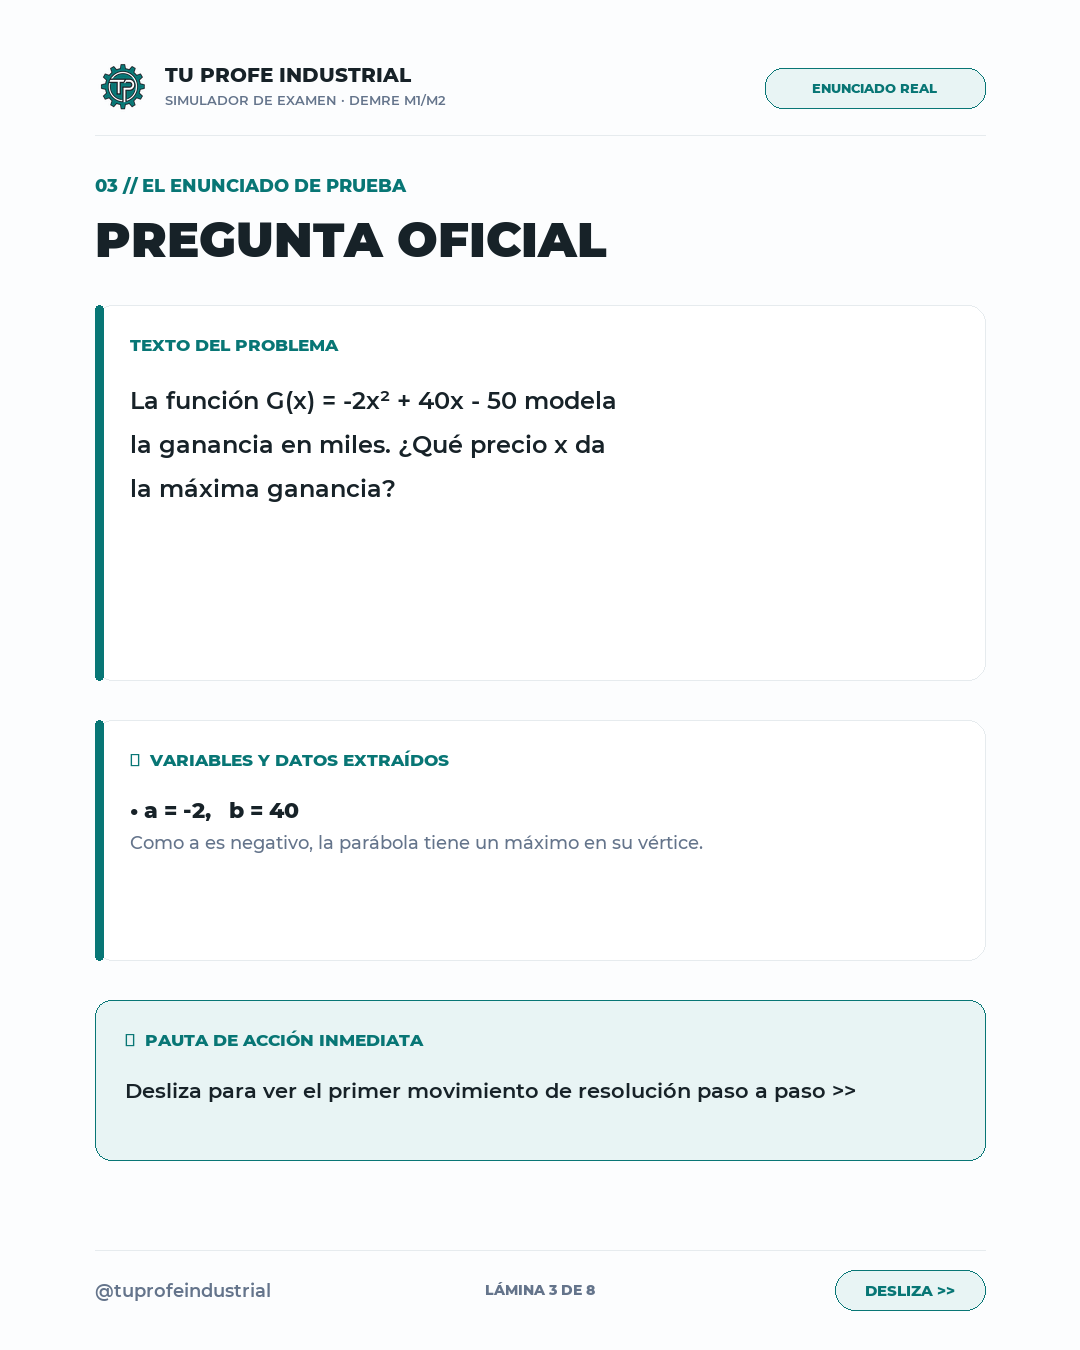 TP
TU PROFE INDUSTRIAL
SIMULADOR DE EXAMEN · DEMRE M1/M2
ENUNCIADO REAL
03 // EL ENUNCIADO DE PRUEBA
PREGUNTA OFICIAL
TEXTO DEL PROBLEMA
La función G(x) = -2x² + 40x - 50 modela
la ganancia en miles. ¿Qué precio x da
la máxima ganancia?
VARIABLES Y DATOS EXTRAÍDOS
• a = -2,   b = 40
Como a es negativo, la parábola tiene un máximo en su vértice.
PAUTA DE ACCIÓN INMEDIATA
Desliza para ver el primer movimiento de resolución paso a paso >>
@tuprofeindustrial
LÁMINA 3 DE 8
DESLIZA >>